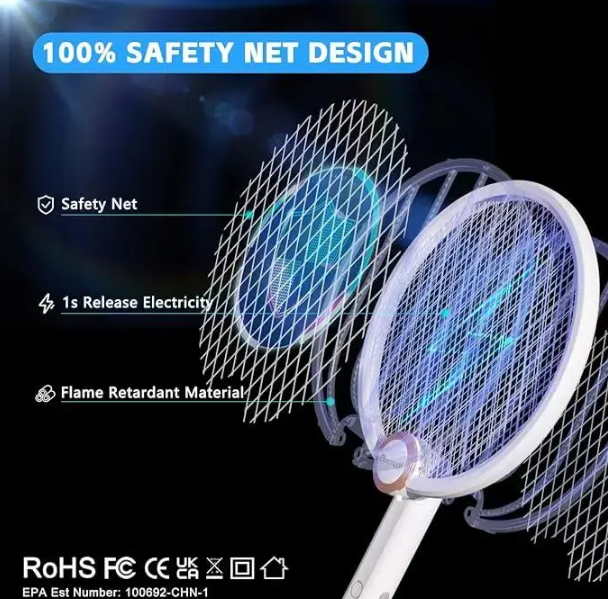 100% SAFETY NET DESIGN
Safety Net
1s Release Electricity
Flame Retardant Material
RoHS FC CE UK CA
EPA Est Number: 100692-CHN-1